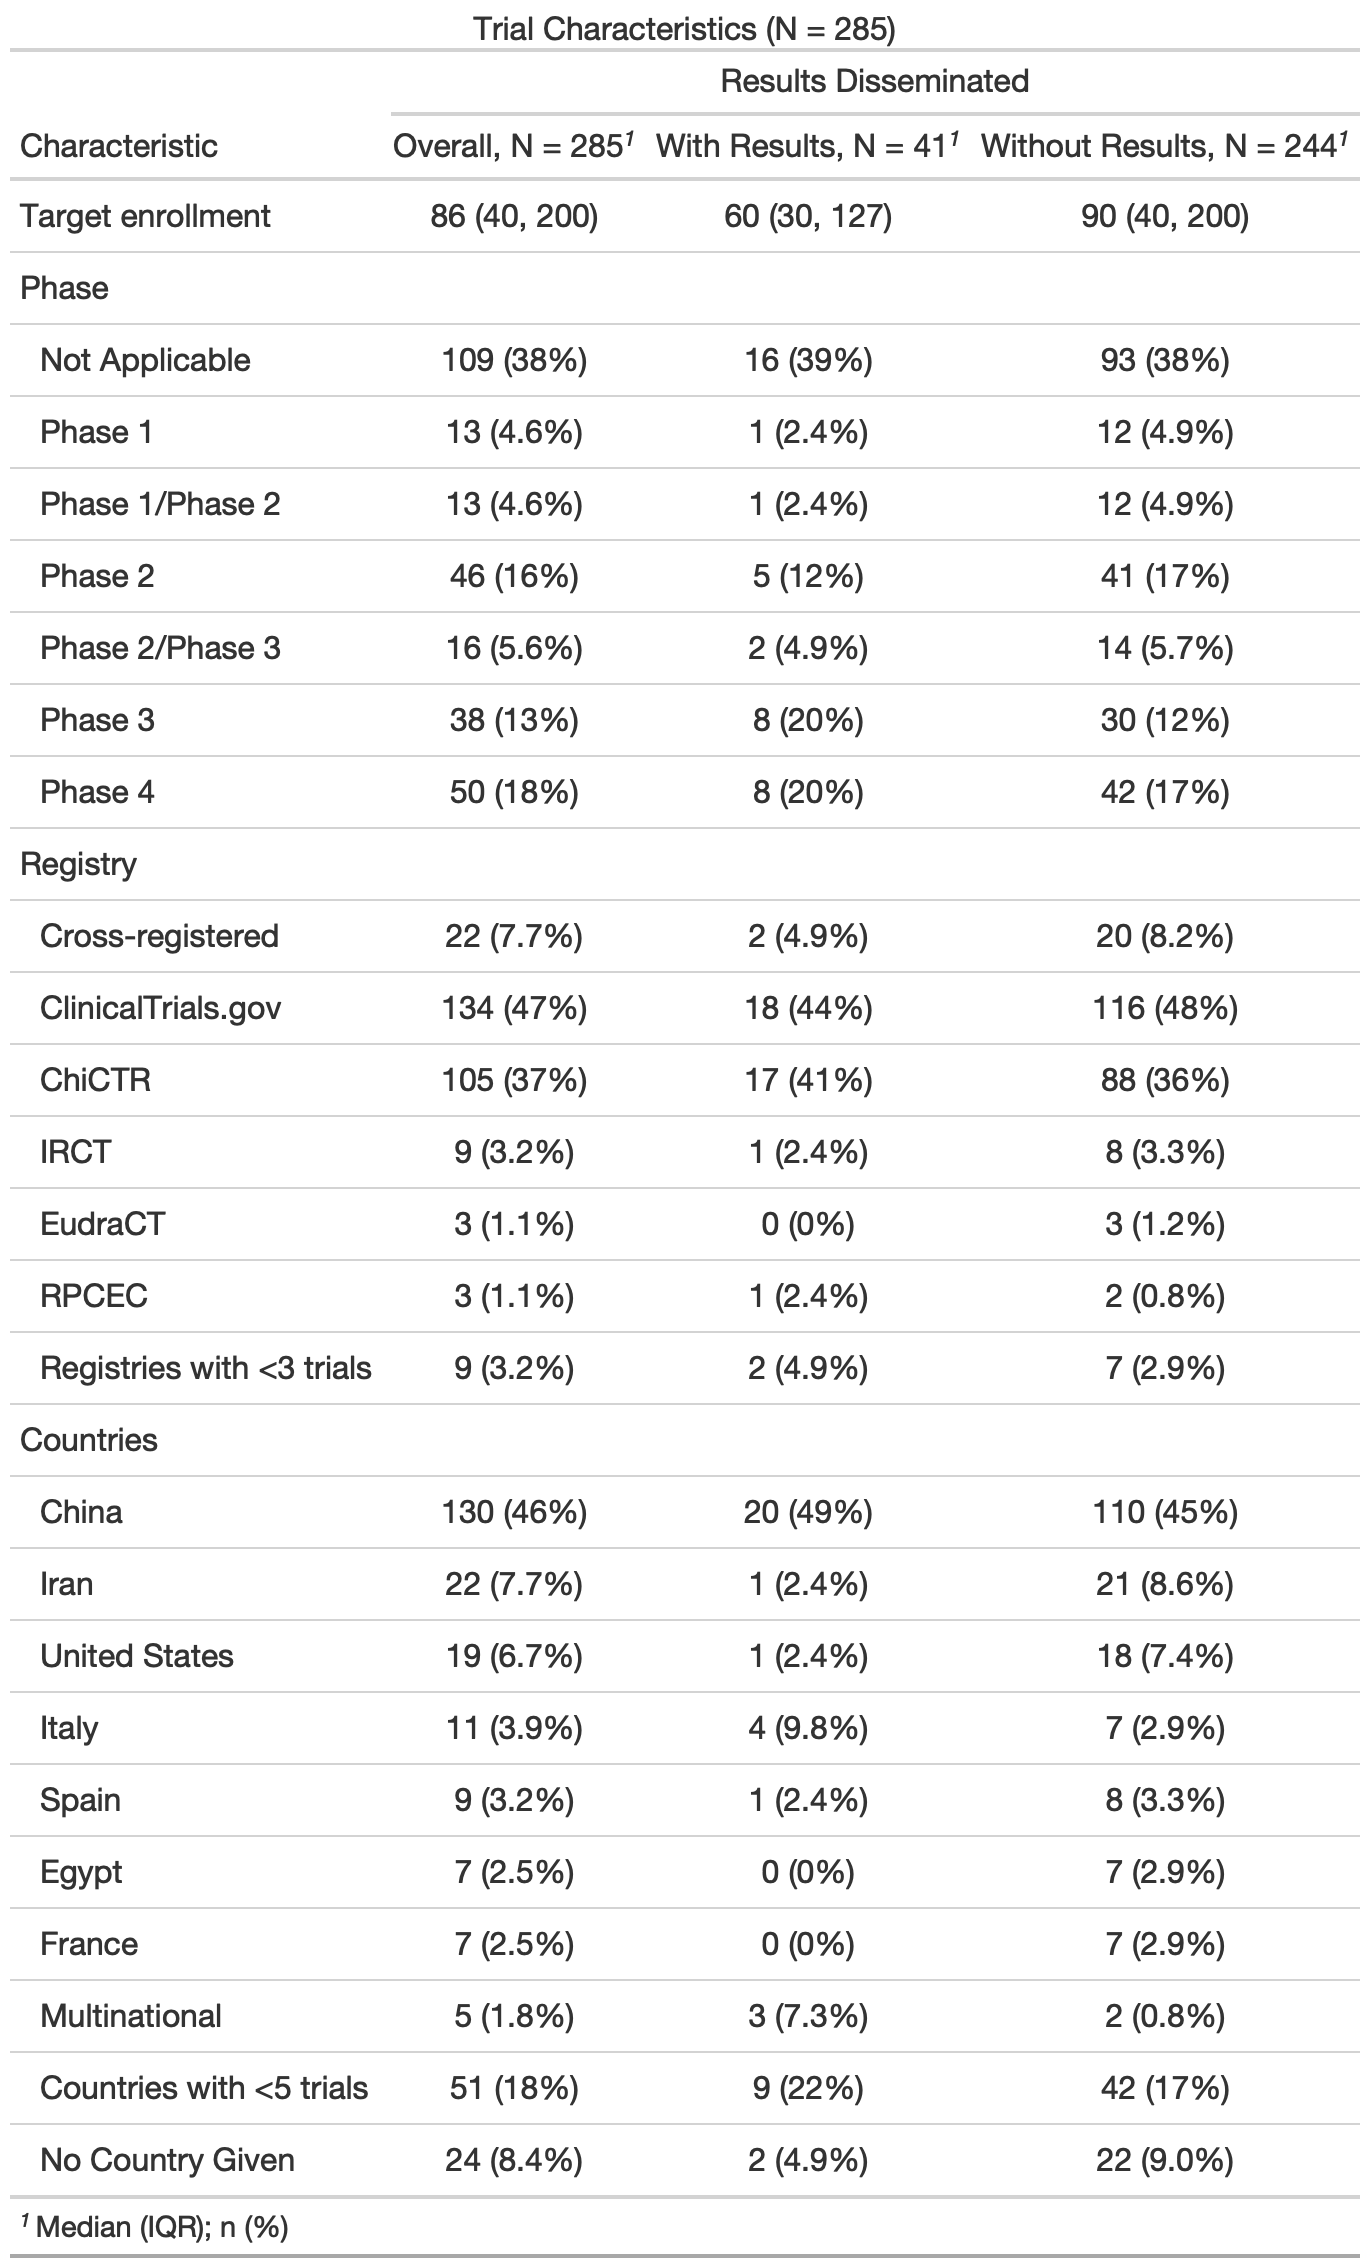 Trial Characteristics (N = 285)
Results Disseminated
Characteristic Overall, N = 285¹ With Results, N = 41¹ Without Results, N = 244¹
Target enrollment 86 (40, 200) 60 (30, 127) 90 (40, 200)
Phase
Not Applicable 109 (38%) 16 (39%) 93 (38%)
Phase 1 13 (4.6%) 1 (2.4%) 12 (4.9%)
Phase 1/Phase 2 13 (4.6%) 1 (2.4%) 12 (4.9%)
Phase 2 46 (16%) 5 (12%) 41 (17%)
Phase 2/Phase 3 16 (5.6%) 2 (4.9%) 14 (5.7%)
Phase 3 38 (13%) 8 (20%) 30 (12%)
Phase 4 50 (18%) 8 (20%) 42 (17%)
Registry
Cross-registered 22 (7.7%) 2 (4.9%) 20 (8.2%)
ClinicalTrials.gov 134 (47%) 18 (44%) 116 (48%)
ChiCTR 105 (37%) 17 (41%) 88 (36%)
IRCT 9 (3.2%) 1 (2.4%) 8 (3.3%)
EudraCT 3 (1.1%) 0 (0%) 3 (1.2%)
RPCEC 3 (1.1%) 1 (2.4%) 2 (0.8%)
Registries with <3 trials 9 (3.2%) 2 (4.9%) 7 (2.9%)
Countries
China 130 (46%) 20 (49%) 110 (45%)
Iran 22 (7.7%) 1 (2.4%) 21 (8.6%)
United States 19 (6.7%) 1 (2.4%) 18 (7.4%)
Italy 11 (3.9%) 4 (9.8%) 7 (2.9%)
Spain 9 (3.2%) 1 (2.4%) 8 (3.3%)
Egypt 7 (2.5%) 0 (0%) 7 (2.9%)
France 7 (2.5%) 0 (0%) 7 (2.9%)
Multinational 5 (1.8%) 3 (7.3%) 2 (0.8%)
Countries with <5 trials 51 (18%) 9 (22%) 42 (17%)
No Country Given 24 (8.4%) 2 (4.9%) 22 (9.0%)
¹ Median (IQR); n (%)